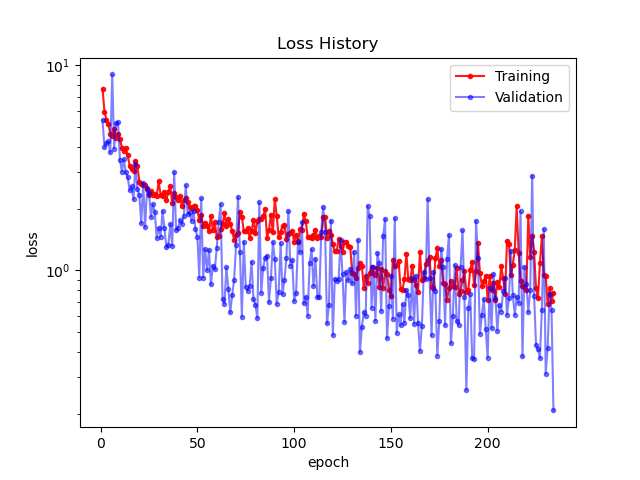 Loss History
Training
Validation
10¹
10⁰
loss
0
50
100
150
200
epoch